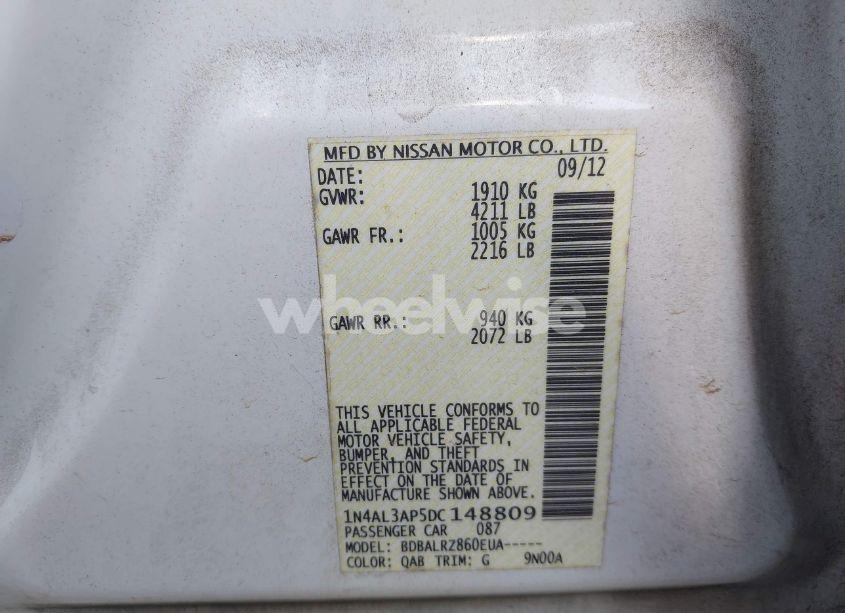 MFD BY NISSAN MOTOR CO., LTD.
DATE: 09/12
GVWR: 1910 KG
4211 LB
GAWR FR.: 1005 KG
2216 LB
wheelwise
GAWR RR.: 940 KG
2072 LB
THIS VEHICLE CONFORMS TO
ALL APPLICABLE FEDERAL
MOTOR VEHICLE SAFETY,
BUMPER, AND THEFT
PREVENTION STANDARDS IN
EFFECT ON THE DATE OF
MANUFACTURE SHOWN ABOVE.
1N4AL3AP5DC148809
PASSENGER CAR 087
MODEL: BDBALRZ860EUA-----
COLOR: QAB TRIM: G 9N00A